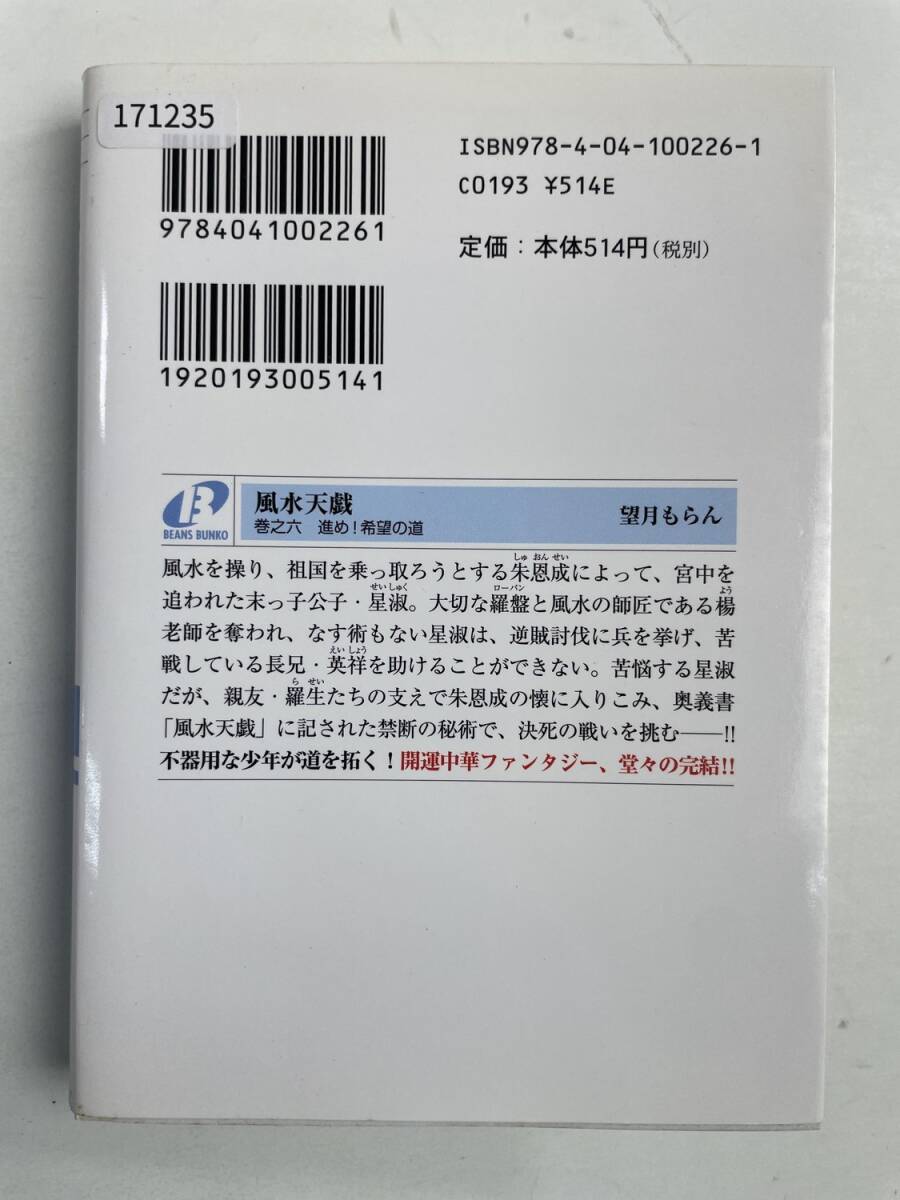 171235
ISBN978-4-04-100226-1
C0193 ¥514E
9784041002261
定価：本体514円（税別）
1920193005141
B
BEANS BUNKO
風水天戯
巻之六　進め！希望の道
望月もらん
風水を操り、祖国を乗っ取ろうとする朱恩成によって、宮中を
追われた末っ子公子・星淑。大切な羅盤と風水の師匠である楊
老師を奪われ、なす術もない星淑は、逆賊討伐に兵を挙げ、苦
戦している長兄・英祥を助けることができない。苦悩する星淑
だが、親友・羅生たちの支えで朱恩成の懐に入りこみ、奥義書
「風水天戯」に記された禁断の秘術で、決死の戦いを挑む──!!
不器用な少年が道を拓く！開運中華ファンタジー、堂々の完結!!